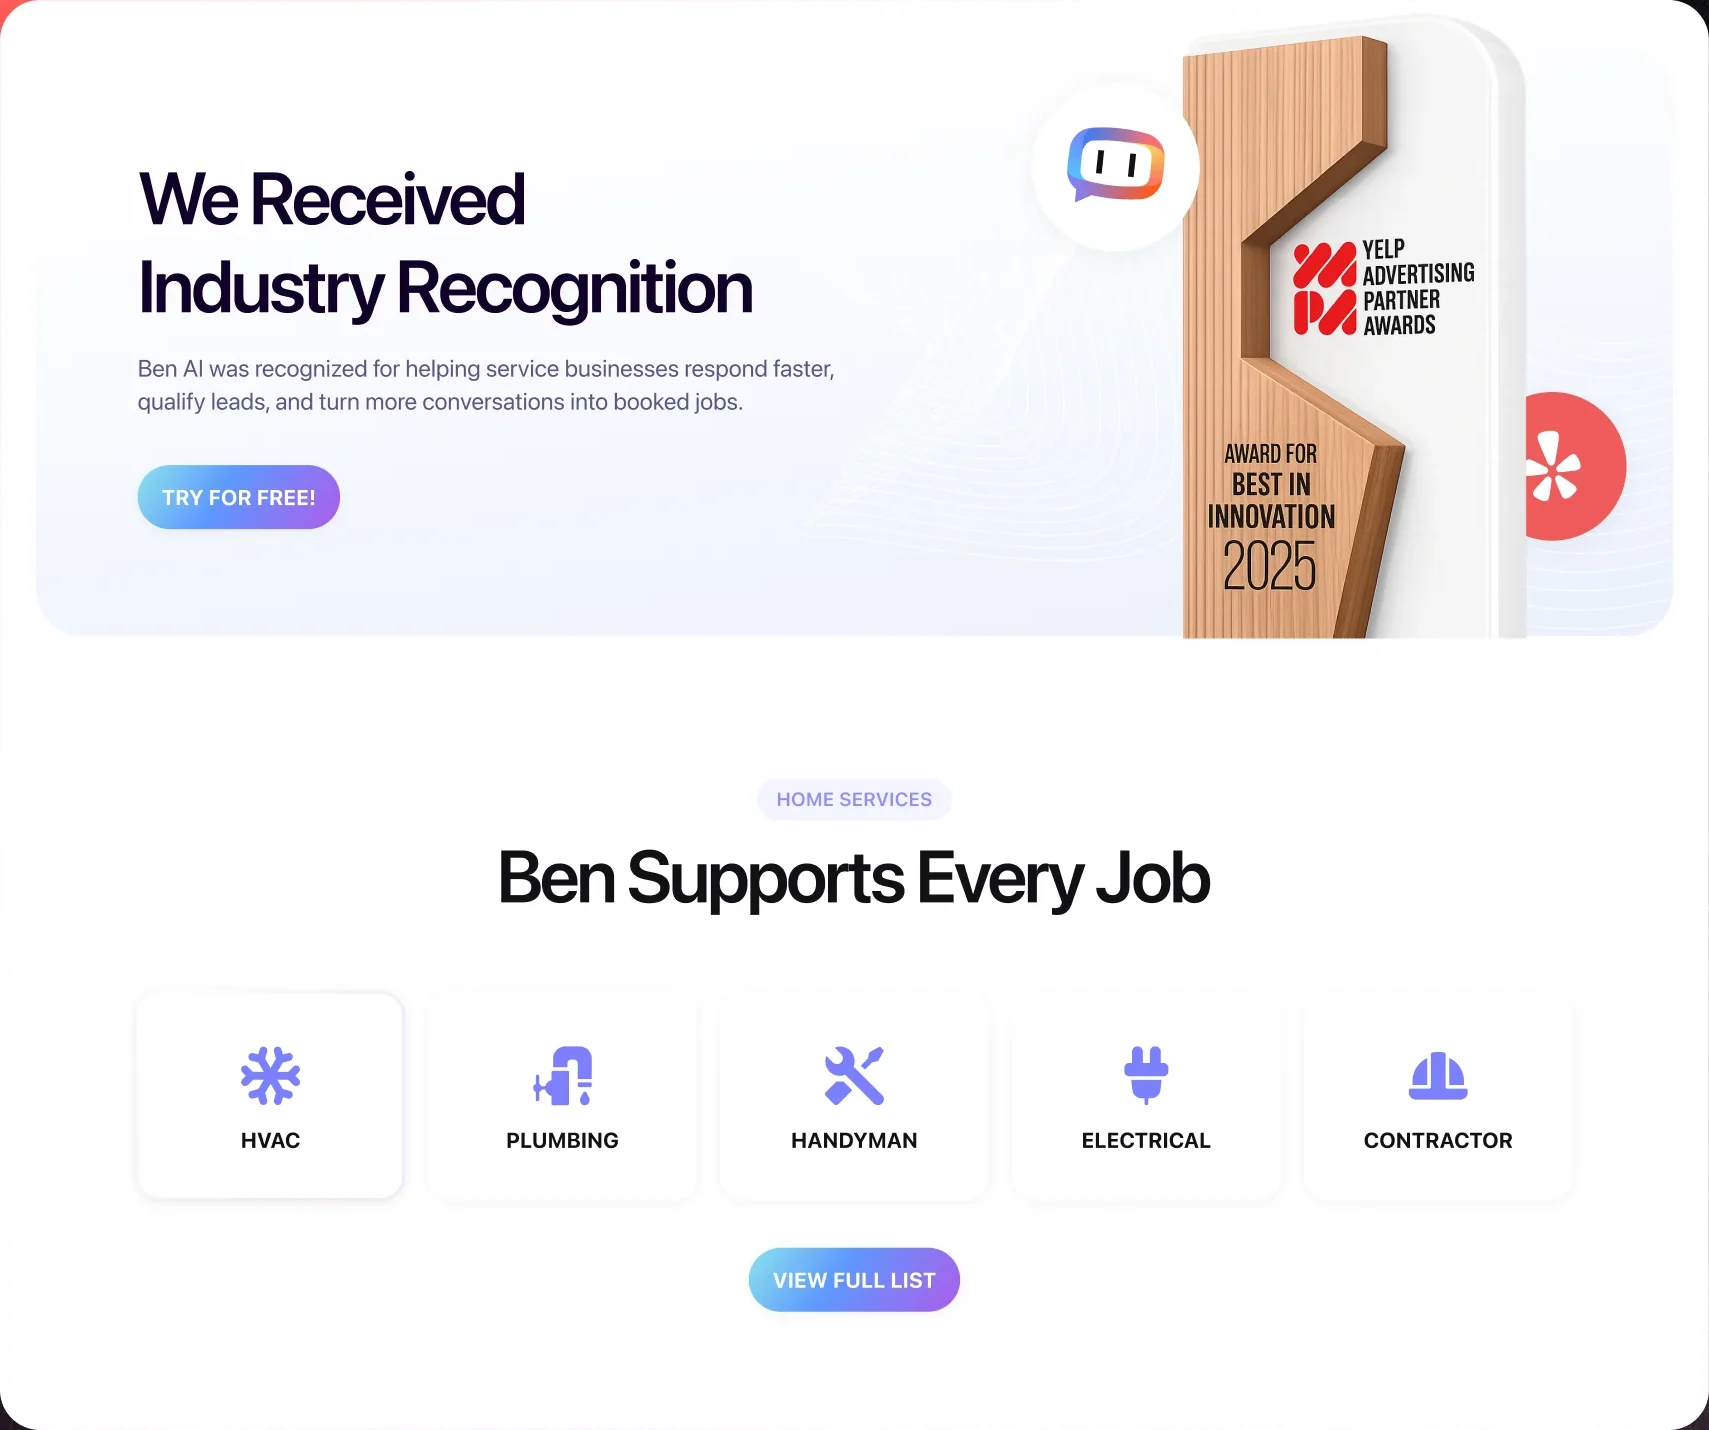 We Received
Industry Recognition
Ben AI was recognized for helping service businesses respond faster,
qualify leads, and turn more conversations into booked jobs.
TRY FOR FREE!
YELP
ADVERTISING
PARTNER
AWARDS
AWARD FOR
BEST IN
INNOVATION
2025
HOME SERVICES
Ben Supports Every Job
HVAC
PLUMBING
HANDYMAN
ELECTRICAL
CONTRACTOR
VIEW FULL LIST